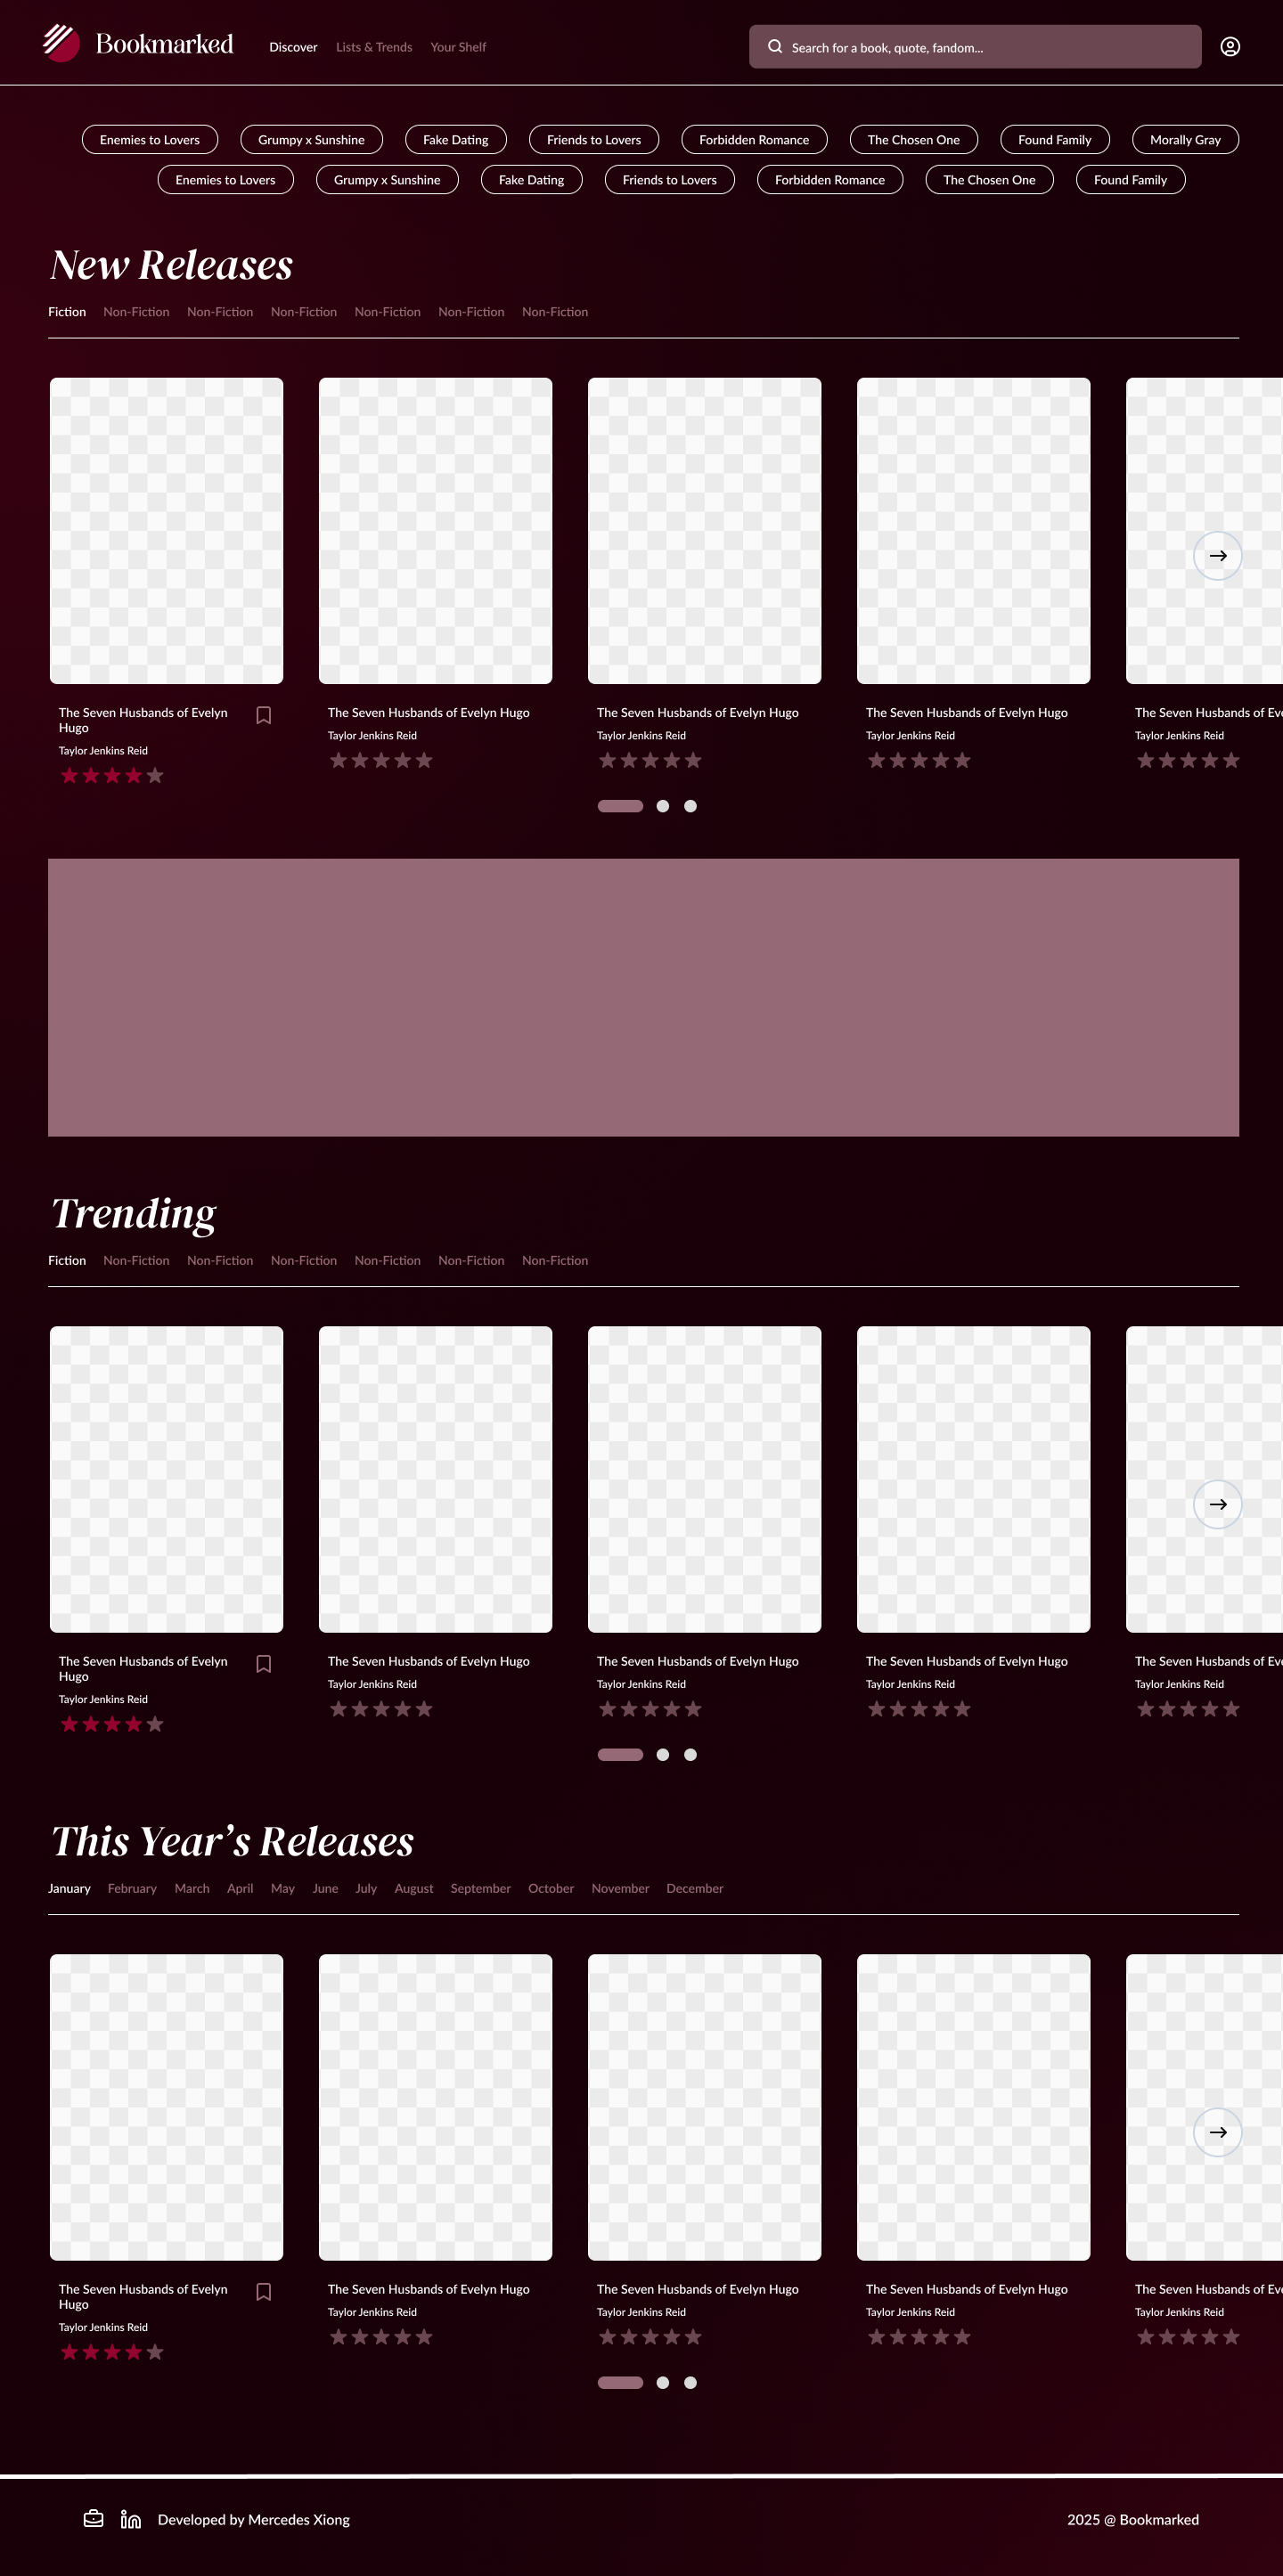 Bookmarked
Discover Lists & Trends Your Shelf
Search for a book, quote, fandom...
Enemies to Lovers Grumpy x Sunshine Fake Dating Friends to Lovers Forbidden Romance The Chosen One Found Family Morally Gray
Enemies to Lovers Grumpy x Sunshine Fake Dating Friends to Lovers Forbidden Romance The Chosen One Found Family
New Releases
Fiction Non-Fiction Non-Fiction Non-Fiction Non-Fiction Non-Fiction Non-Fiction
The Seven Husbands of Evelyn
Hugo
Taylor Jenkins Reid
The Seven Husbands of Evelyn Hugo
Taylor Jenkins Reid
The Seven Husbands of Evelyn Hugo
Taylor Jenkins Reid
The Seven Husbands of Evelyn Hugo
Taylor Jenkins Reid
The Seven Husbands of
Taylor Jenkins Reid
Trending
Fiction Non-Fiction Non-Fiction Non-Fiction Non-Fiction Non-Fiction Non-Fiction
The Seven Husbands of Evelyn
Hugo
Taylor Jenkins Reid
The Seven Husbands of Evelyn Hugo
Taylor Jenkins Reid
The Seven Husbands of Evelyn Hugo
Taylor Jenkins Reid
The Seven Husbands of Evelyn Hugo
Taylor Jenkins Reid
The Seven Husbands of
Taylor Jenkins Reid
This Year’s Releases
January February March April May June July August September October November December
The Seven Husbands of Evelyn
Hugo
Taylor Jenkins Reid
The Seven Husbands of Evelyn Hugo
Taylor Jenkins Reid
The Seven Husbands of Evelyn Hugo
Taylor Jenkins Reid
The Seven Husbands of Evelyn Hugo
Taylor Jenkins Reid
The Seven Husbands of
Taylor Jenkins Reid
in Developed by Mercedes Xiong
2025 @ Bookmarked